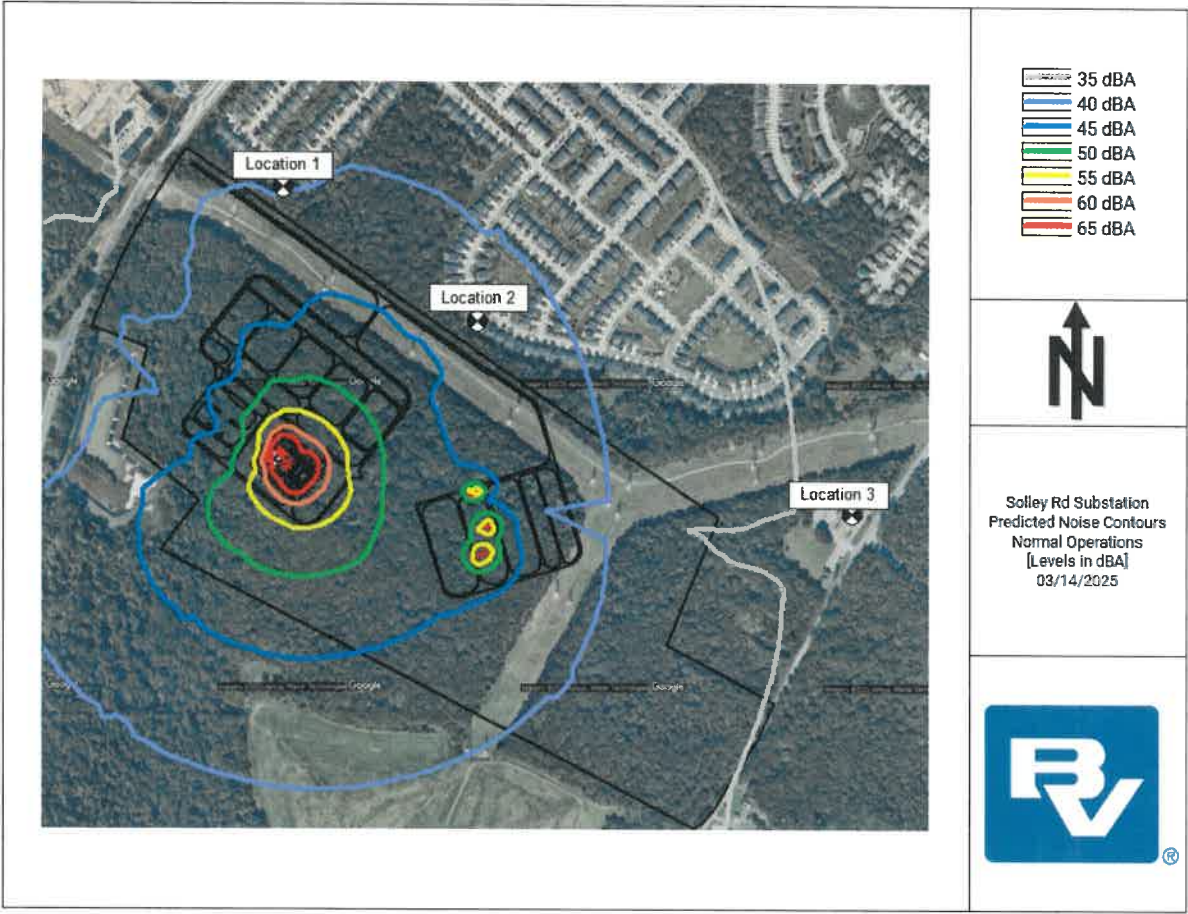 35 dBA
40 dBA
45 dBA
50 dBA
55 dBA
60 dBA
65 dBA
Location 1
Location 2
Location 3
Google
Google
Google
Google
Google
Google
N
Solley Rd Substation
Predicted Noise Contours
Normal Operations
[Levels in dBA]
03/14/2025
BV
®